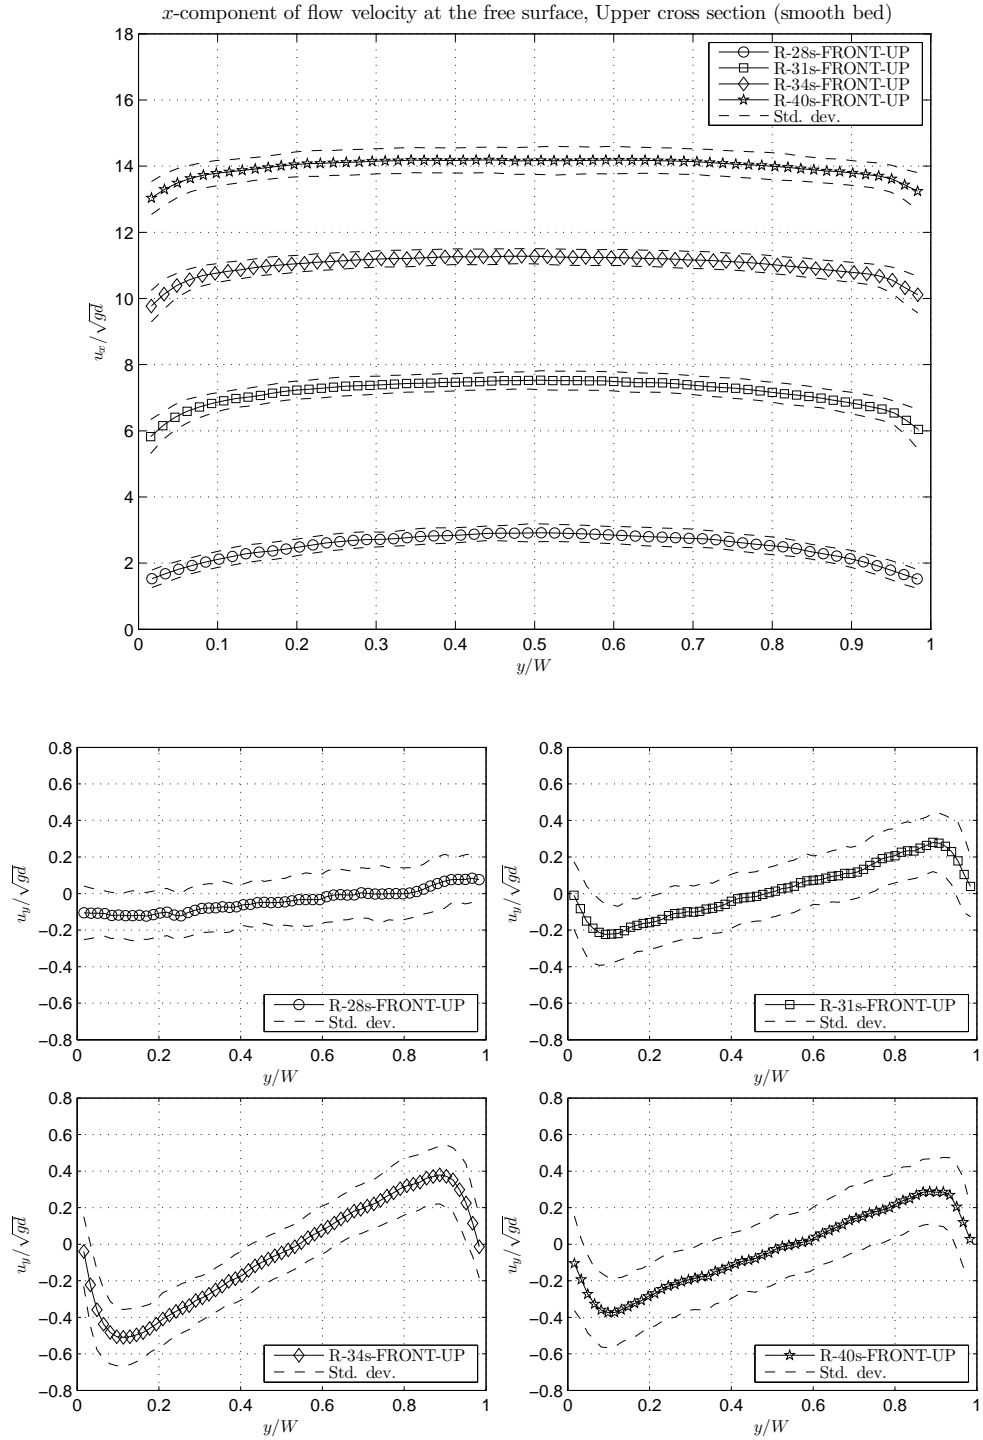 x-component of flow velocity at the free surface, Upper cross section (smooth bed)
18
16
14
12
10
8
6
4
2
0
u_x/√gd
R-28s-FRONT-UP
R-31s-FRONT-UP
R-34s-FRONT-UP
R-40s-FRONT-UP
Std. dev.
0 0.1 0.2 0.3 0.4 0.5 0.6 0.7 0.8 0.9 1
y/W
0.8
0.6
0.4
0.2
0
−0.2
−0.4
−0.6
−0.8
u_y/√gd
R-28s-FRONT-UP
Std. dev.
0 0.2 0.4 0.6 0.8 1
y/W
0.8
0.6
0.4
0.2
0
−0.2
−0.4
−0.6
−0.8
u_y/√gd
R-31s-FRONT-UP
Std. dev.
0 0.2 0.4 0.6 0.8 1
y/W
0.8
0.6
0.4
0.2
0
−0.2
−0.4
−0.6
−0.8
u_y/√gd
R-34s-FRONT-UP
Std. dev.
0 0.2 0.4 0.6 0.8 1
y/W
0.8
0.6
0.4
0.2
0
−0.2
−0.4
−0.6
−0.8
u_y/√gd
R-40s-FRONT-UP
Std. dev.
0 0.2 0.4 0.6 0.8 1
y/W